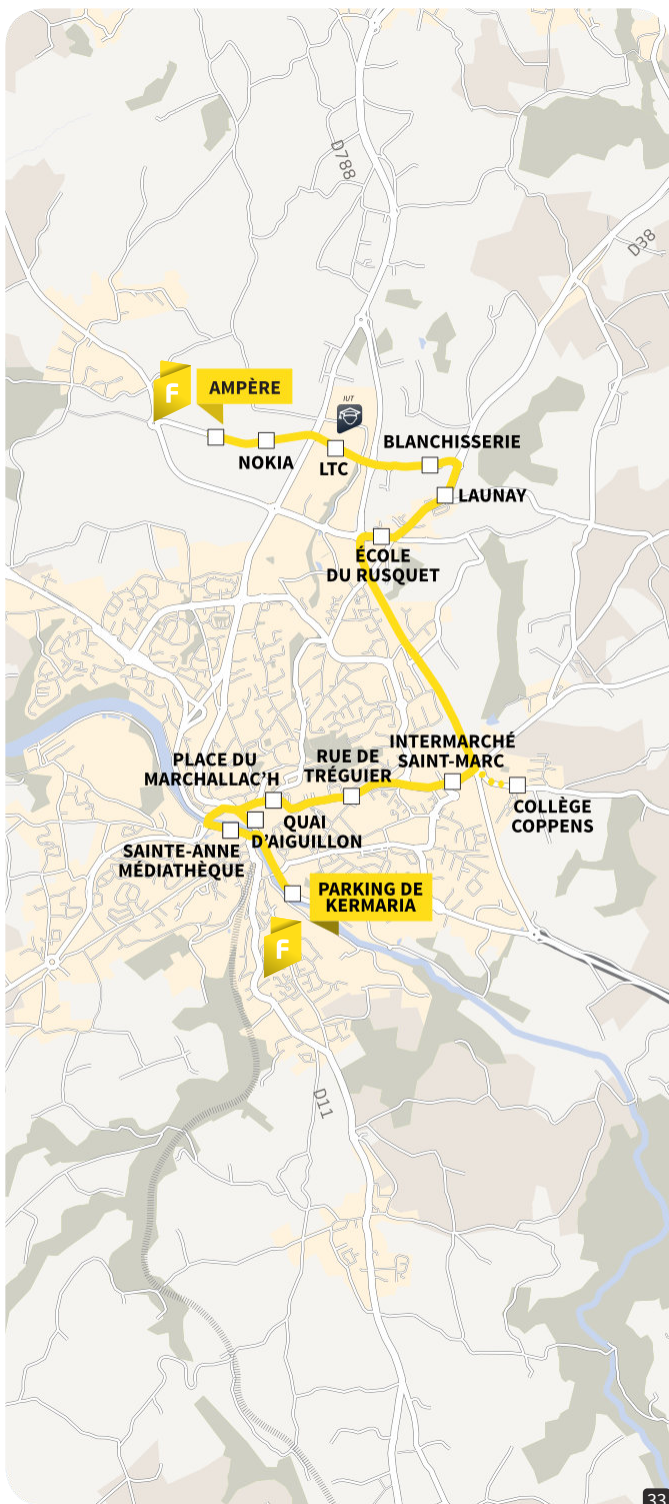 D788
D38
F
AMPÈRE
IUT
BLANCHISSERIE
NOKIA
LTC
LAUNAY
ÉCOLE
DU RUSQUET
INTERMARCHÉ
SAINT-MARC
PLACE DU
MARCHALLAC'H
RUE DE
TRÉGUIER
COLLÈGE
COPPENS
QUAI
D'AIGUILLON
SAINTE-ANNE
MÉDIATHÈQUE
PARKING DE
KERMARIA
F
D11
33